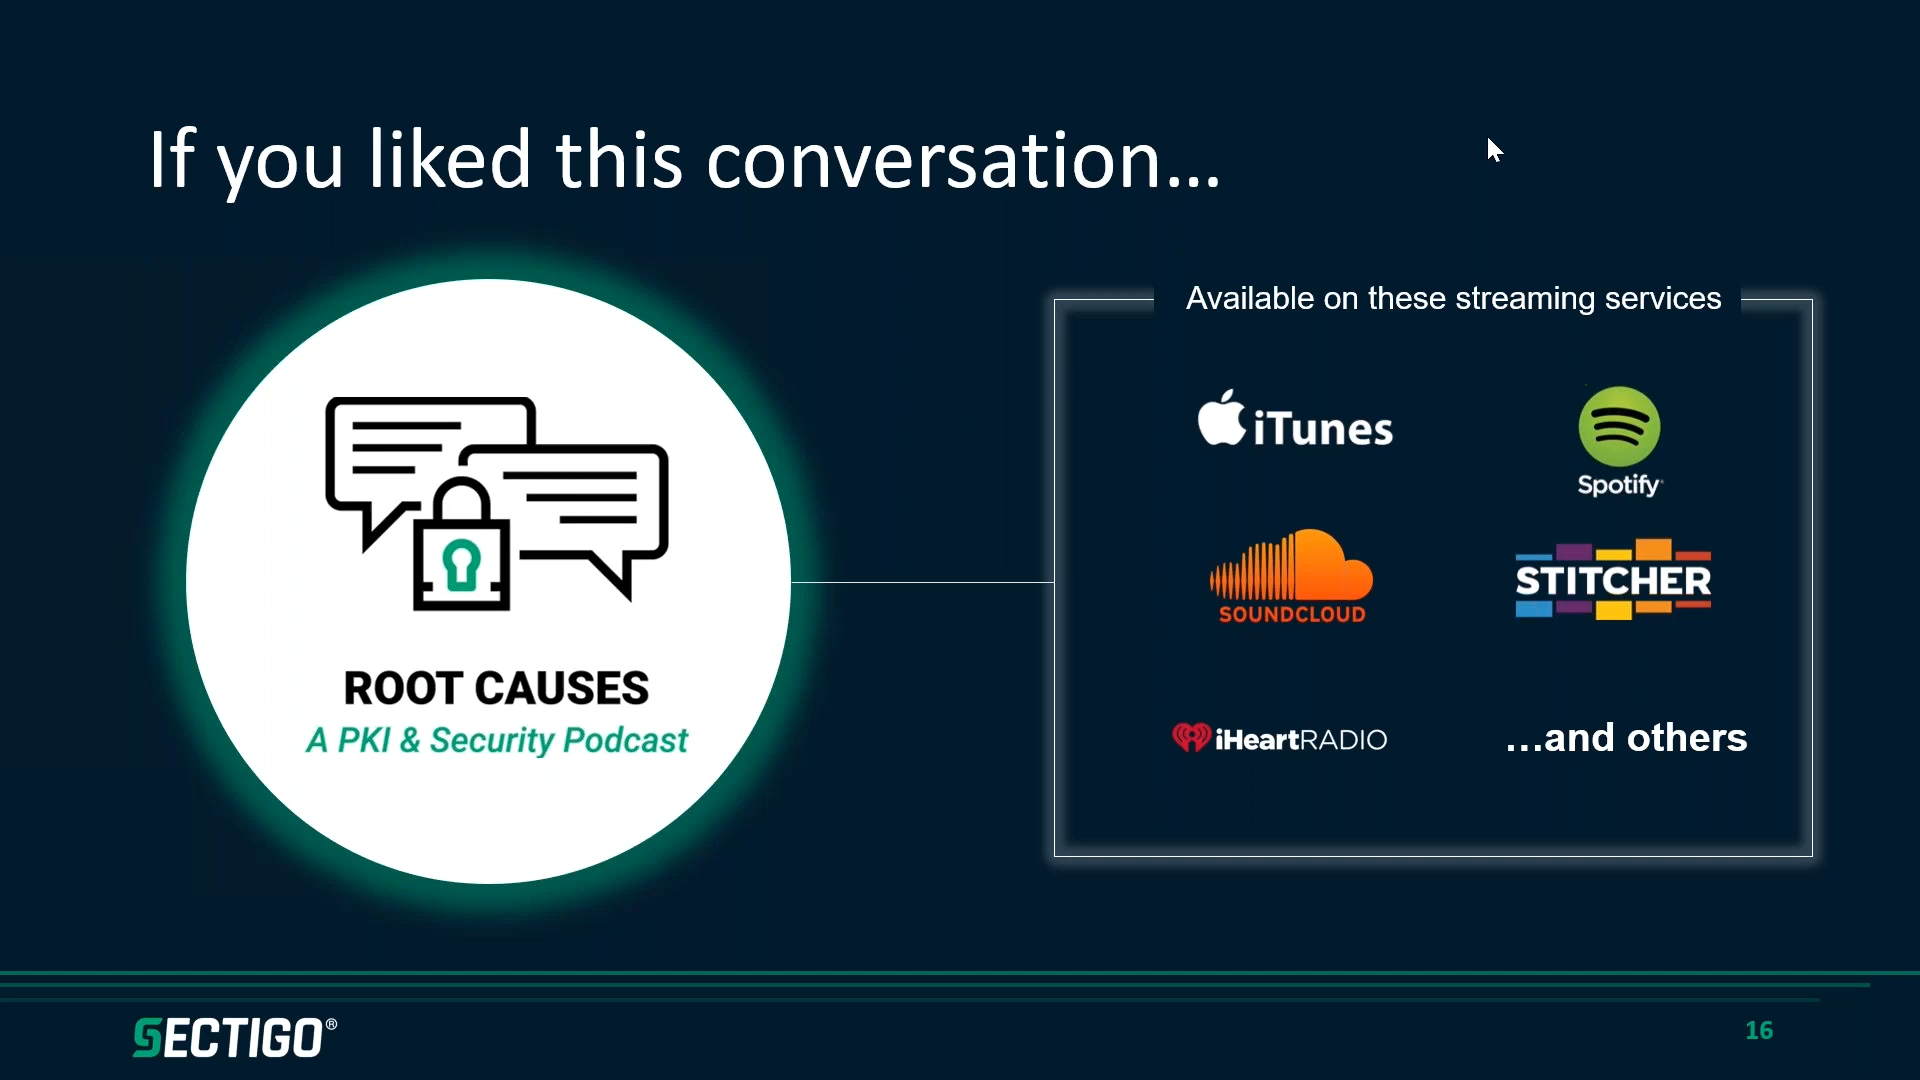 If you liked this conversation...
ROOT CAUSES
A PKI & Security Podcast
Available on these streaming services
iTunes
Spotify
SOUNDCLOUD
STITCHER
iHeartRADIO
...and others
SECTIGO®
16